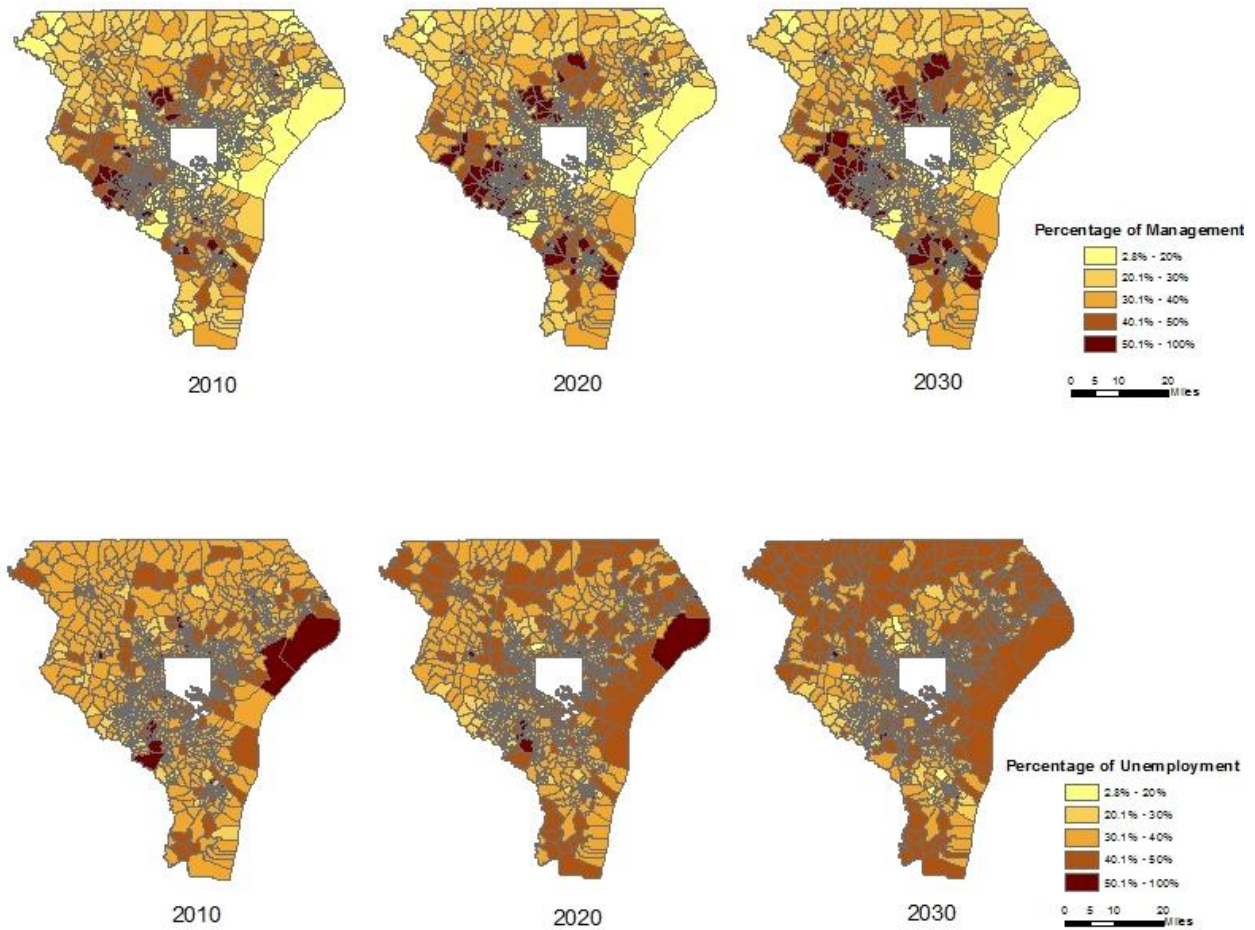 Percentage of Management
2.8% - 20%
20.1% - 30%
30.1% - 40%
40.1% - 50%
50.1% - 100%
2010
2020
2030
0 5 10 20
Miles
Percentage of Unemployment
2.8% - 20%
20.1% - 30%
30.1% - 40%
40.1% - 50%
50.1% - 100%
2010
2020
2030
0 5 10 20
Miles